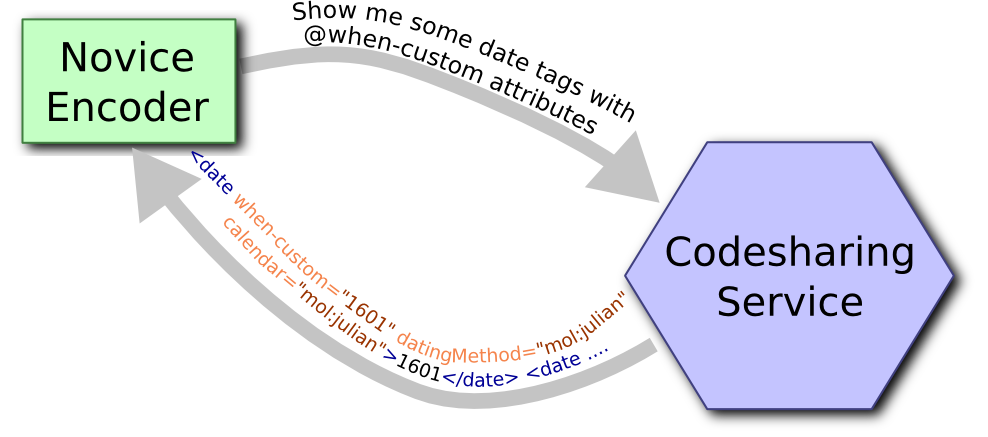 Novice
Encoder
Show me some date tags with
@when-custom attributes
Codesharing
Service
<date when-custom="1601" datingMethod="mol:julian"
calendar="mol:julian">1601</date> <date ....